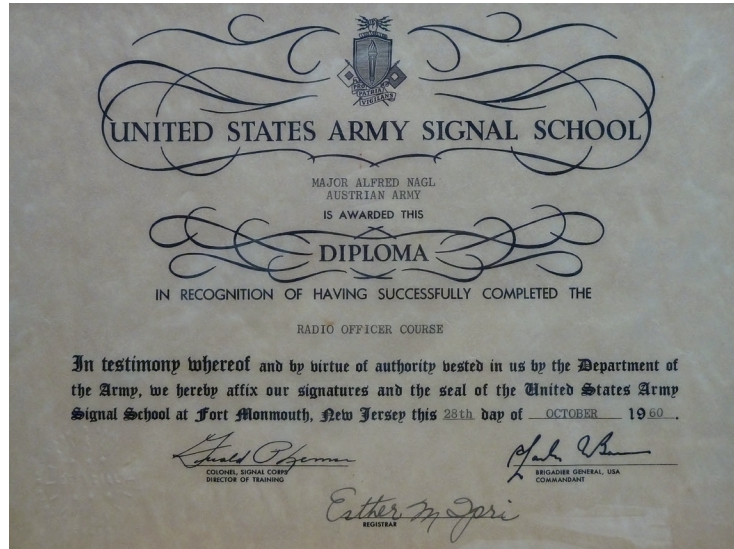 PRO
PATRIA
VIGILANS
UNITED STATES ARMY SIGNAL SCHOOL
MAJOR ALFRED NAGL
AUSTRIAN ARMY
IS AWARDED THIS
DIPLOMA
IN RECOGNITION OF HAVING SUCCESSFULLY COMPLETED THE
RADIO OFFICER COURSE
In testimony whereof and by virtue of authority vested in us by the Department of
the Army, we hereby affix our signatures and the seal of the United States Army
Signal School at Fort Monmouth, New Jersey this 28th day of OCTOBER 1960.
COLONEL, SIGNAL CORPS
DIRECTOR OF TRAINING
BRIGADIER GENERAL, USA
COMMANDANT
Esther M
REGISTRAR